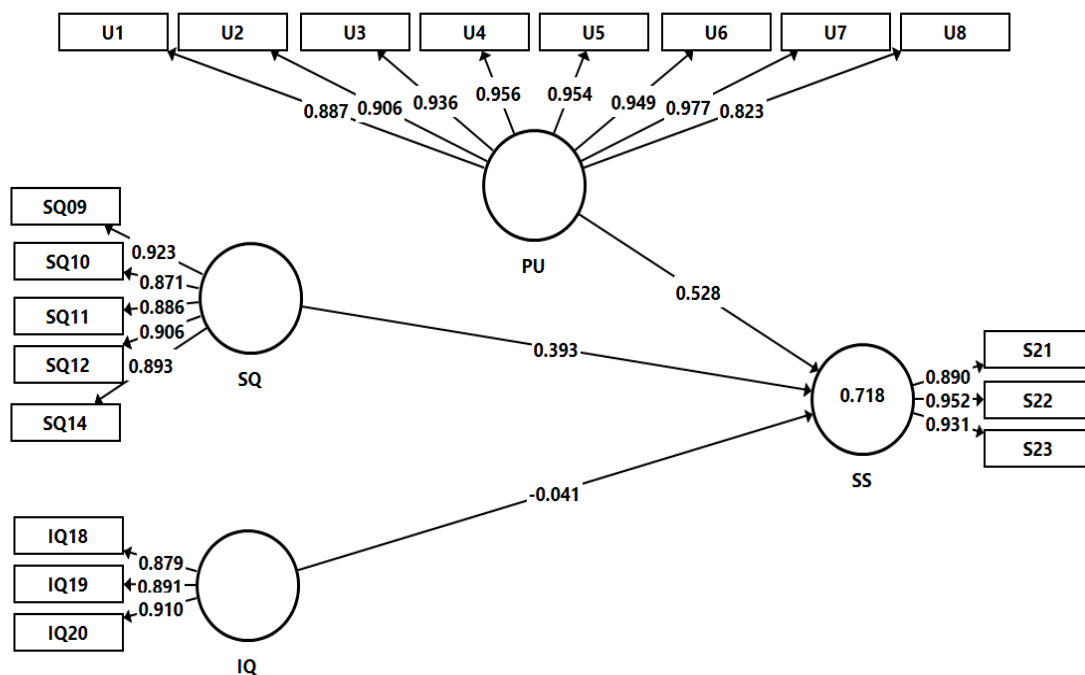 U1 U2 U3 U4 U5 U6 U7 U8
0.887 0.906 0.936 0.956 0.954 0.949 0.977 0.823
PU
SQ09
SQ10
SQ11
SQ12
SQ14
0.923
0.871
0.886
0.906
0.893
SQ
0.528
0.393
-0.041
0.718
SS
0.890
0.952
0.931
S21
S22
S23
IQ18
IQ19
IQ20
0.879
0.891
0.910
IQ